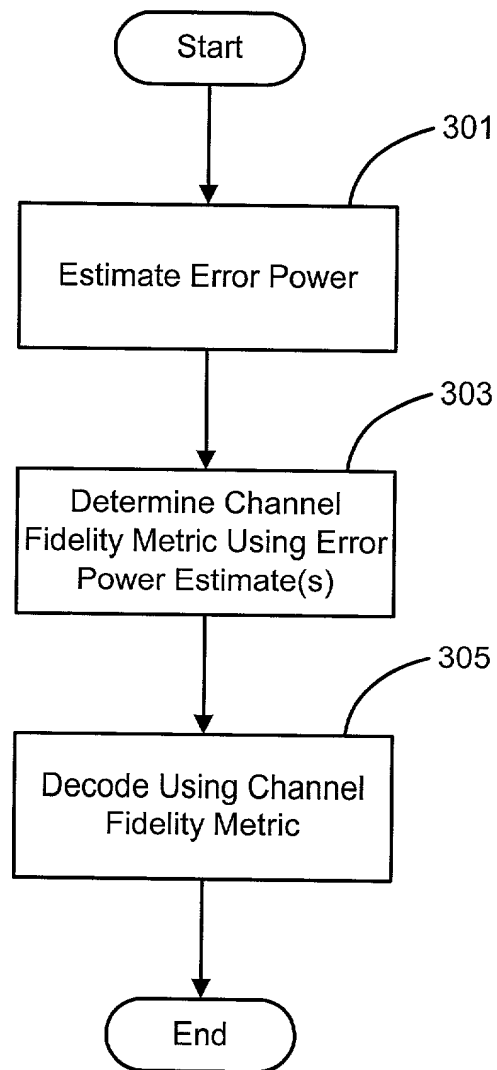 Start
301
Estimate Error Power
303
Determine Channel
Fidelity Metric Using Error
Power Estimate(s)
305
Decode Using Channel
Fidelity Metric
End